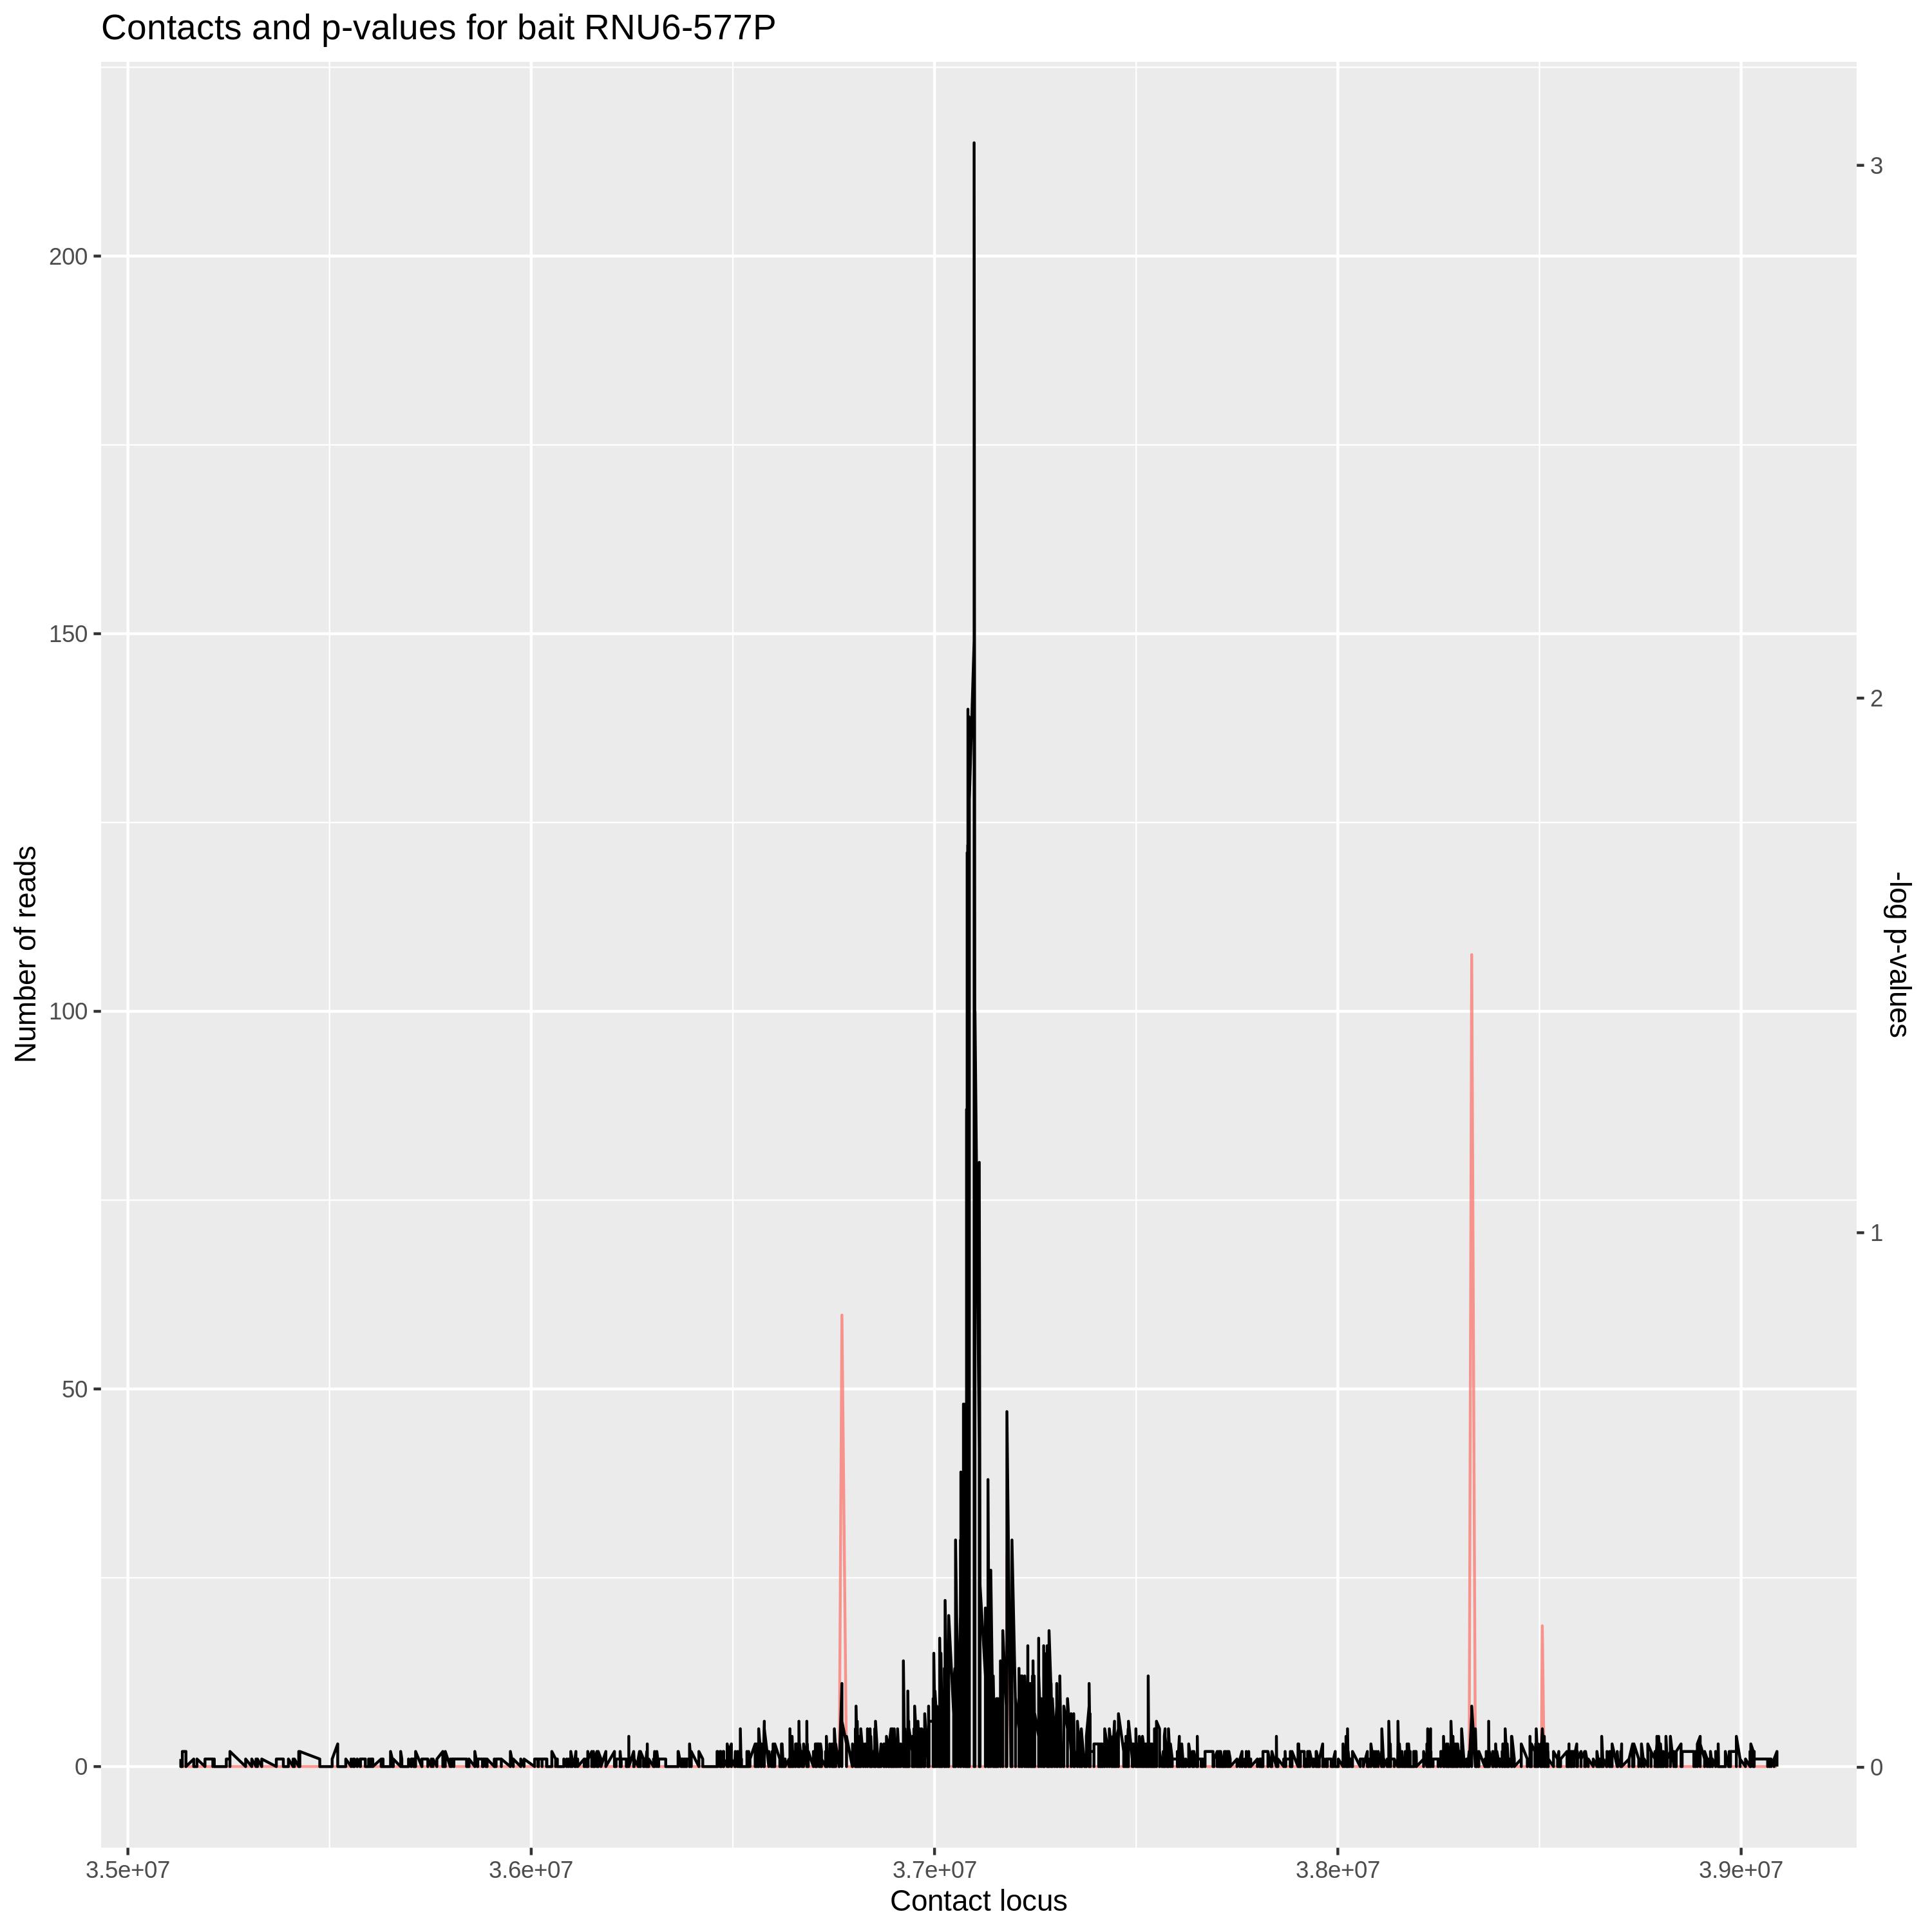 Contacts and p-values for bait RNU6-577P
Number of reads
200
150
100
50
0
3
2
1
0
-log p-values
3.5e+07
3.6e+07
3.7e+07
3.8e+07
3.9e+07
Contact locus